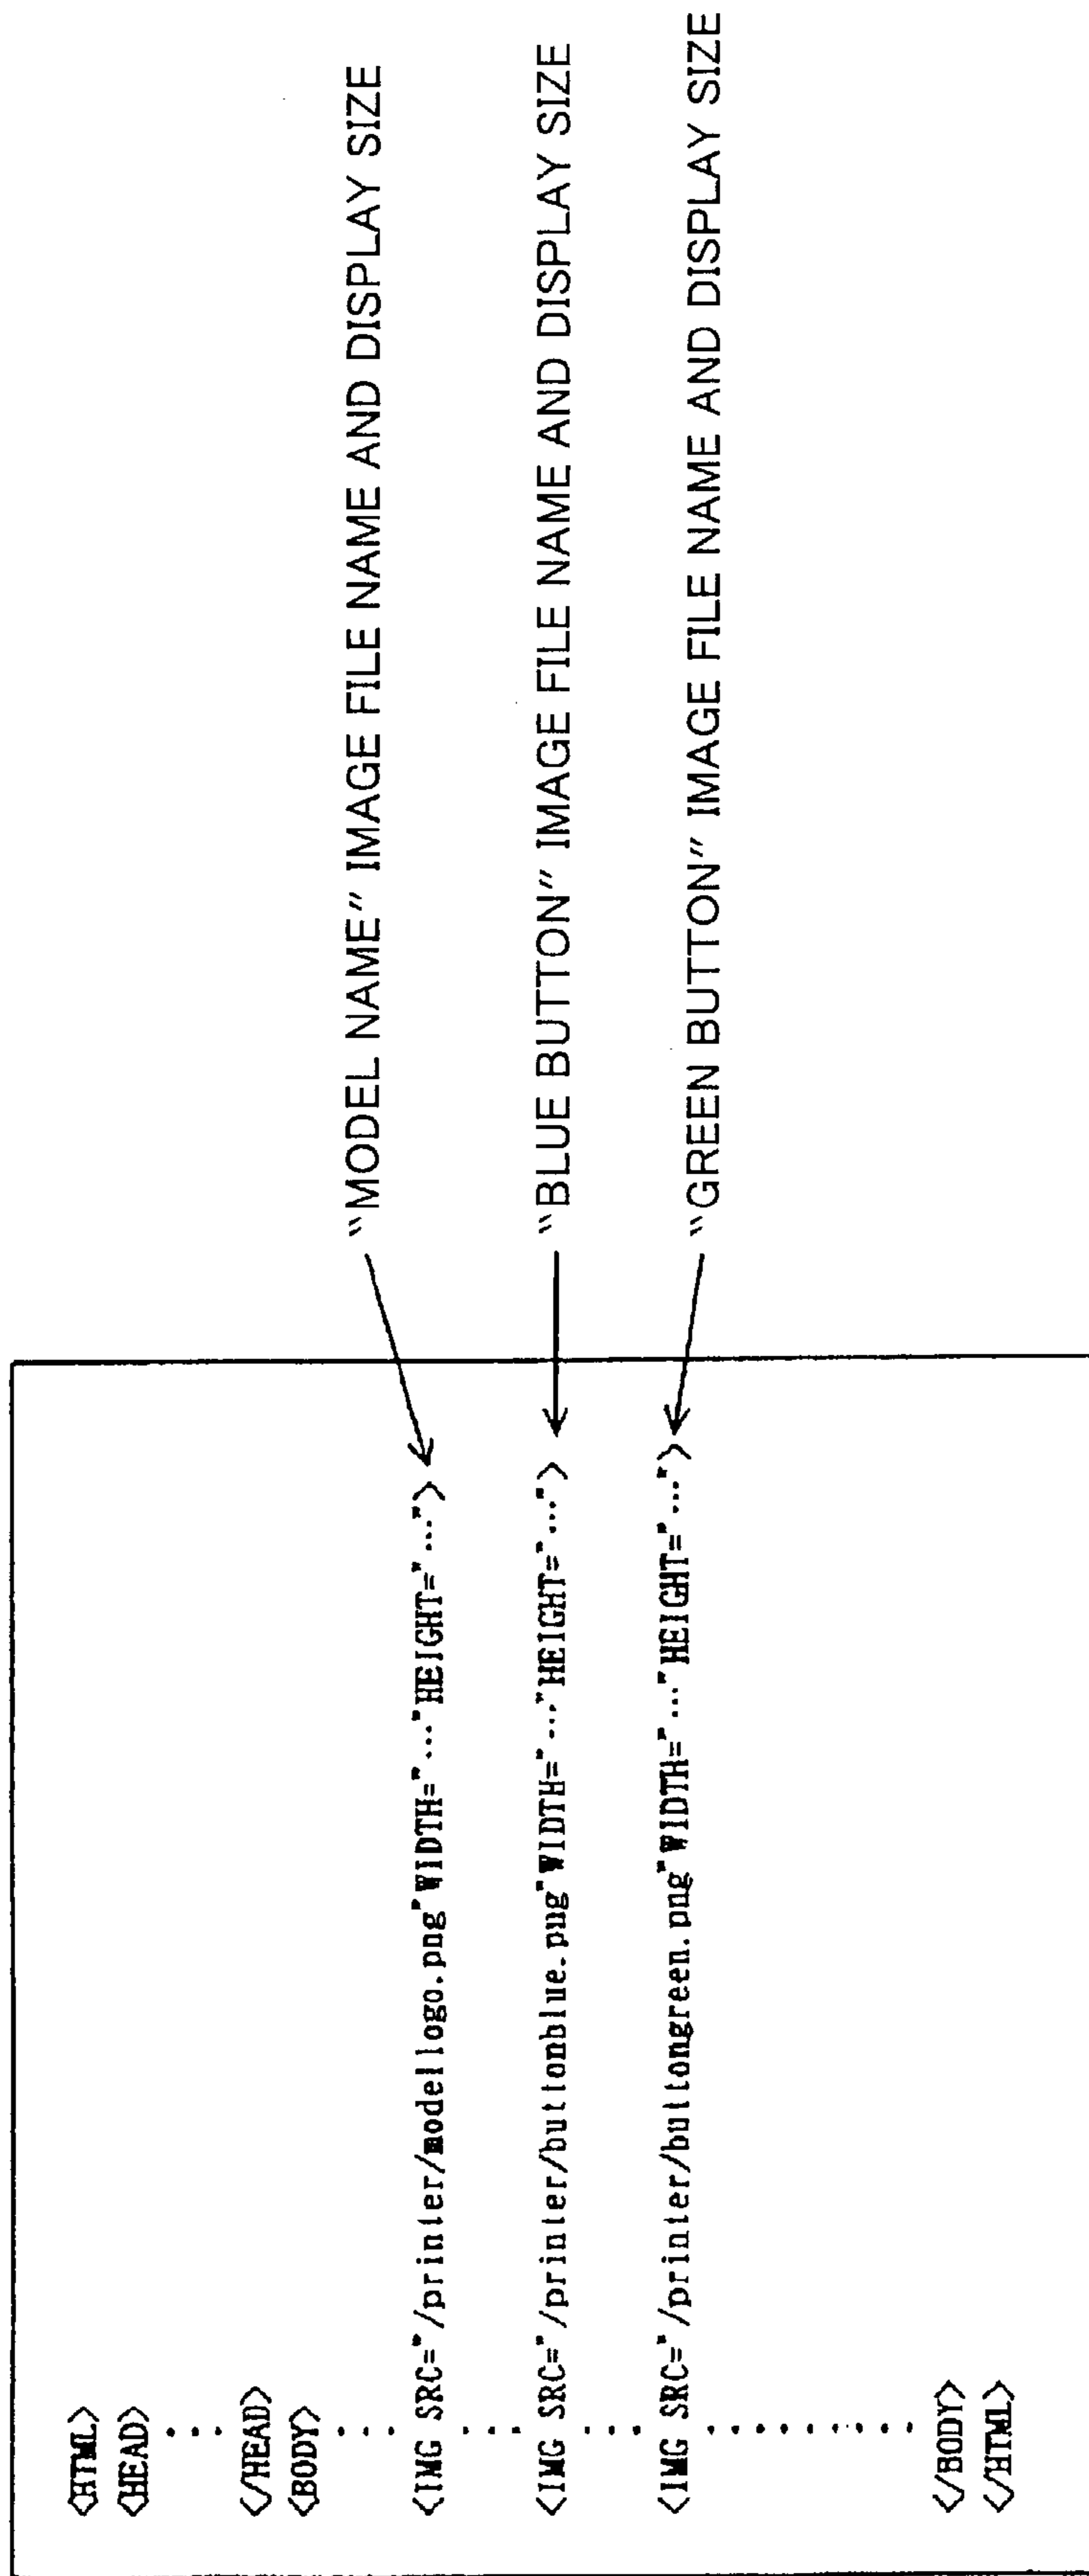 <HTML>
<HEAD>
...
</HEAD>
<BODY>
....
<IMG SRC="/printer/modellogo.png"WIDTH="..."HEIGHT="...">
....
<IMG SRC="/printer/buttonblue.png"WIDTH="..."HEIGHT="...">
....
<IMG SRC="/printer/buttongreen.png"WIDTH="..."HEIGHT="...">
.........
</BODY>
</HTML>
"MODEL NAME" IMAGE FILE NAME AND DISPLAY SIZE
"BLUE BUTTON" IMAGE FILE NAME AND DISPLAY SIZE
"GREEN BUTTON" IMAGE FILE NAME AND DISPLAY SIZE